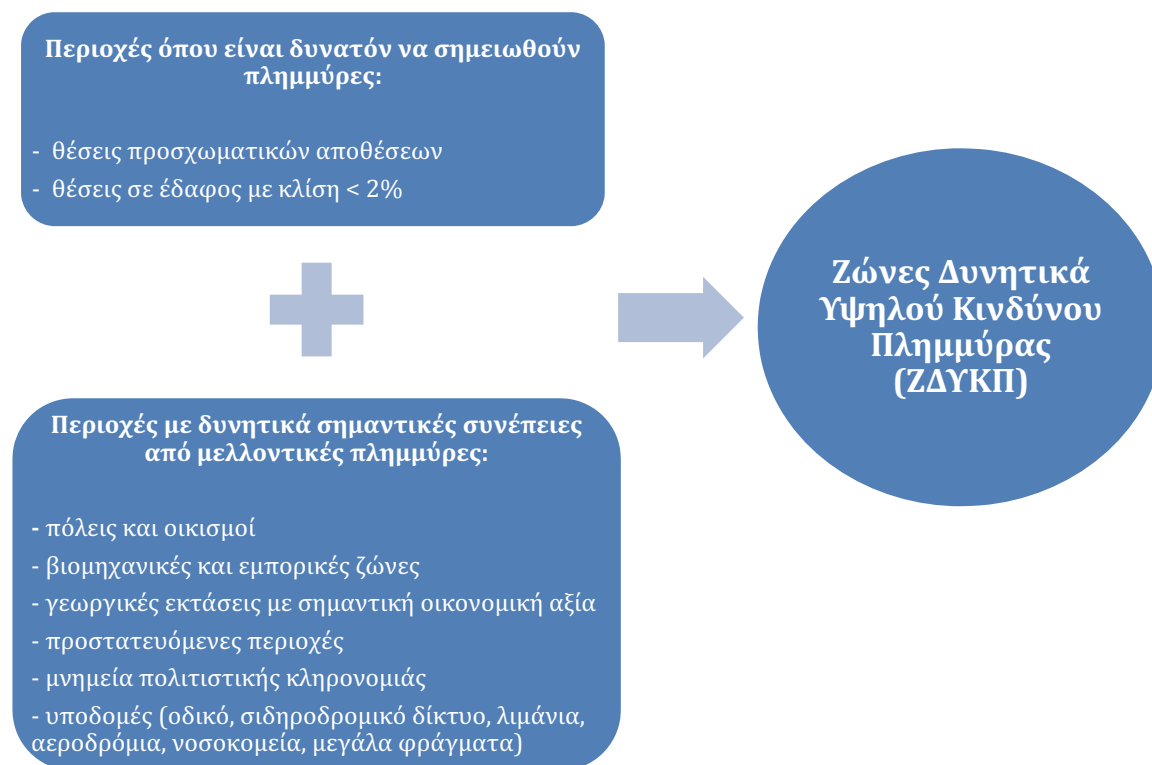 Περιοχές όπου είναι δυνατόν να σημειωθούν
πλημμύρες:
- θέσεις προσχωματικών αποθέσεων
- θέσεις σε έδαφος με κλίση < 2%
Περιοχές με δυνητικά σημαντικές συνέπειες
από μελλοντικές πλημμύρες:
- πόλεις και οικισμοί
- βιομηχανικές και εμπορικές ζώνες
- γεωργικές εκτάσεις με σημαντική οικονομική αξία
- προστατευόμενες περιοχές
- μνημεία πολιτιστικής κληρονομιάς
- υποδομές (οδικό, σιδηροδρομικό δίκτυο, λιμάνια,
αεροδρόμια, νοσοκομεία, μεγάλα φράγματα)
Ζώνες Δυνητικά
Υψηλού Κινδύνου
Πλημμύρας
(ΖΔΥΚΠ)